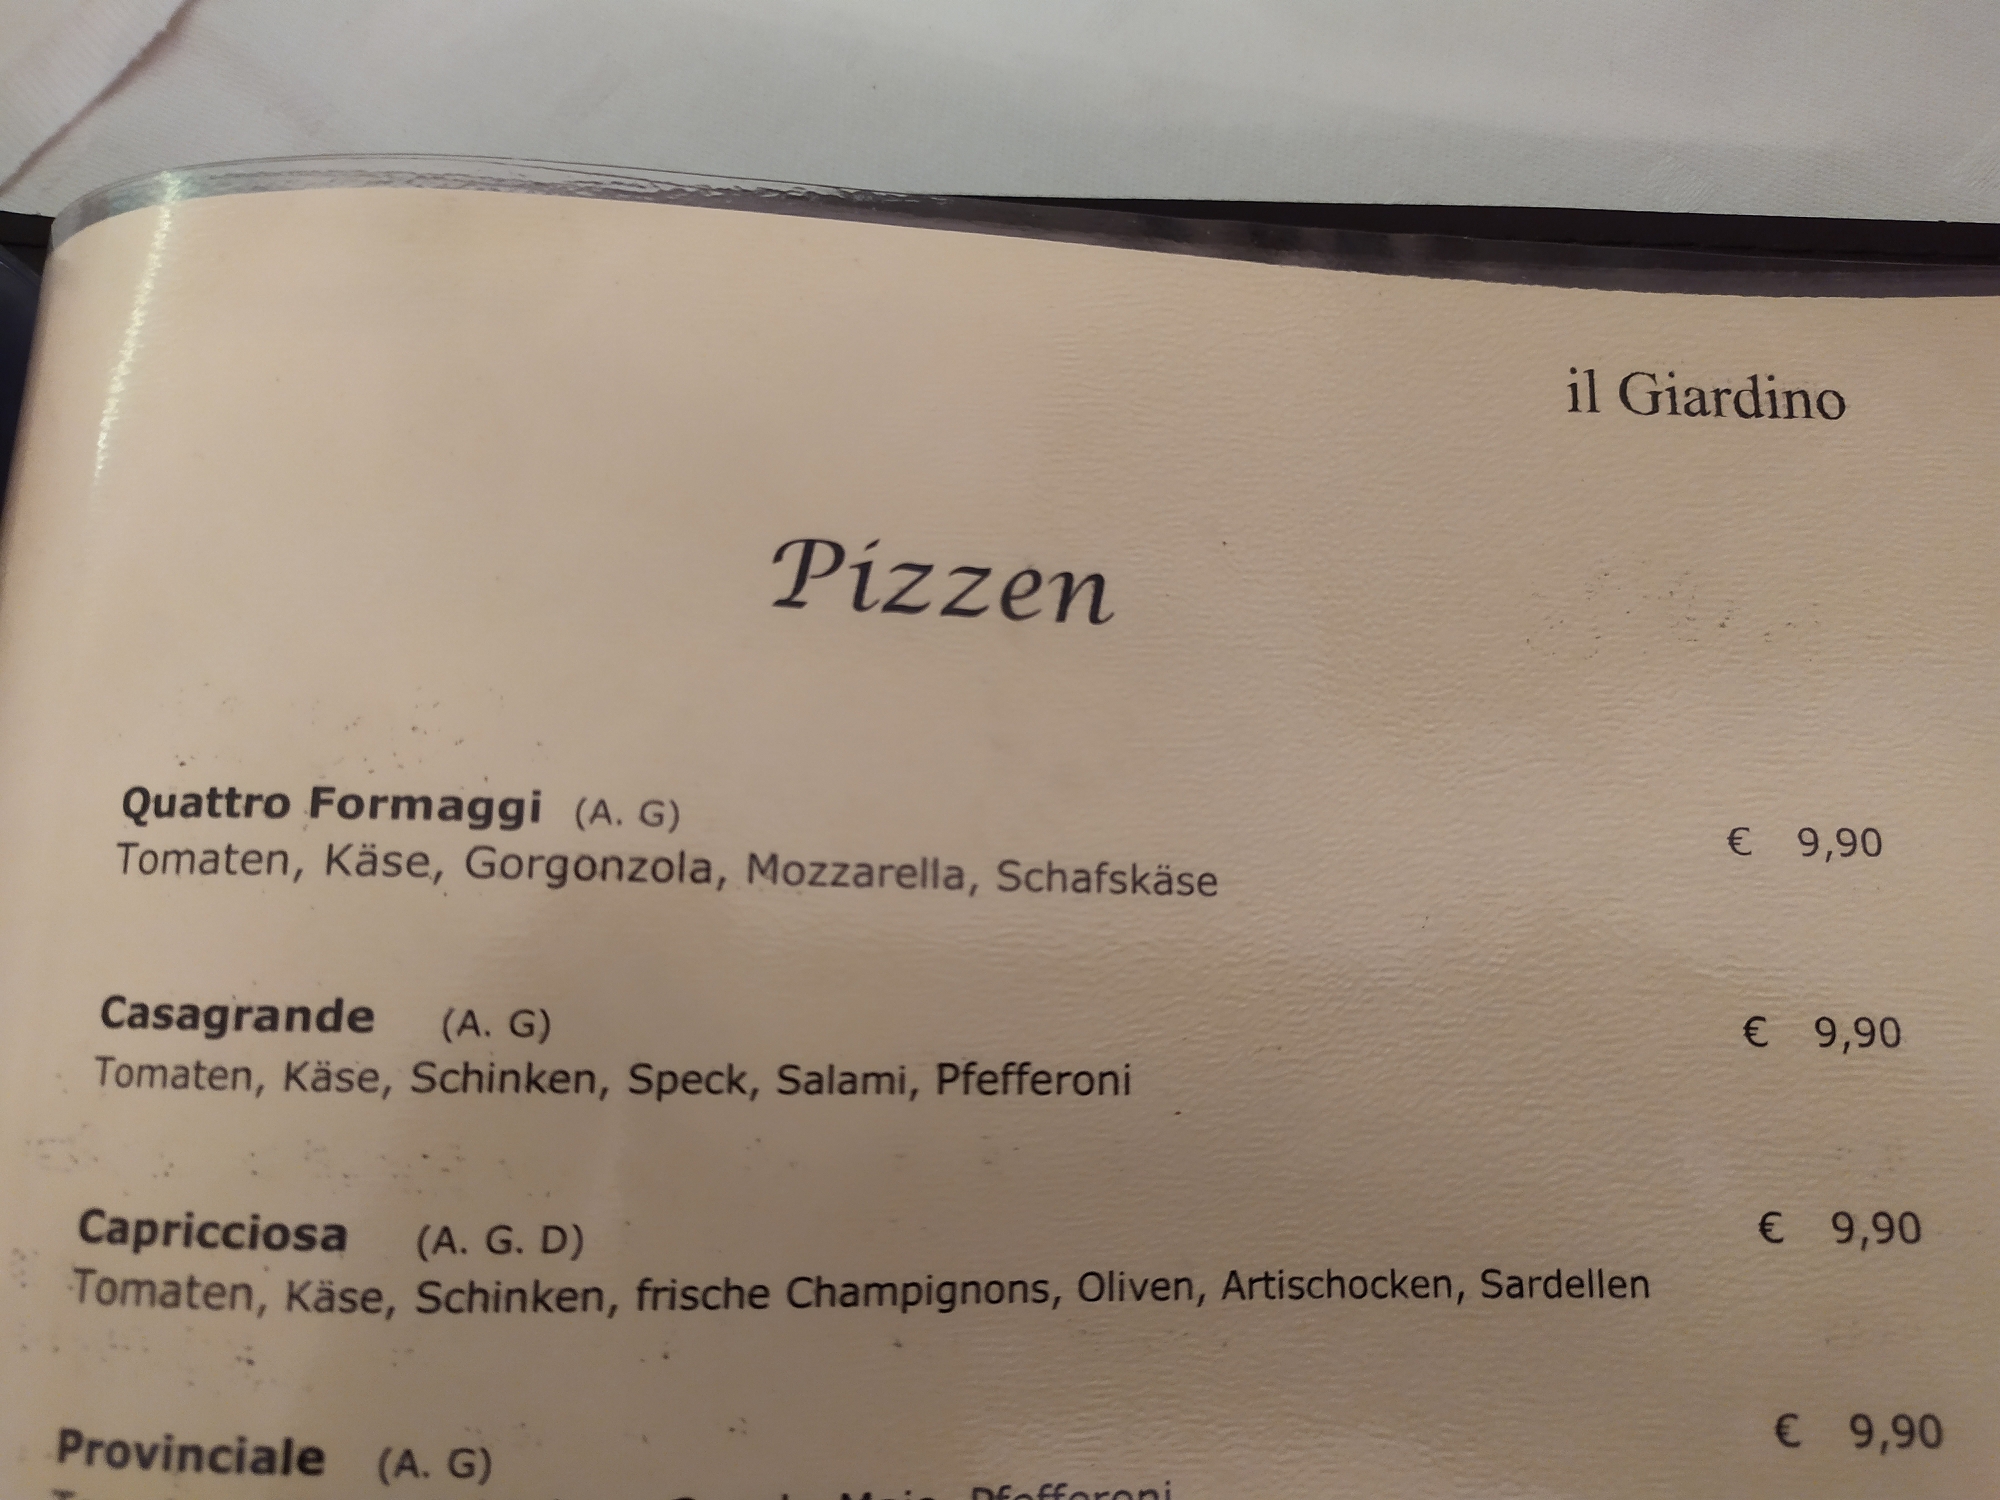 il Giardino
Pizzen
Quattro Formaggi (A. G)
€ 9,90
Tomaten, Käse, Gorgonzola, Mozzarella, Schafskäse
Casagrande (A. G)
€ 9,90
Tomaten, Käse, Schinken, Speck, Salami, Pfefferoni
Capricciosa (A. G. D)
€ 9,90
Tomaten, Käse, Schinken, frische Champignons, Oliven, Artischocken, Sardellen
Provinciale (A. G)
€ 9,90
Pfefferoni